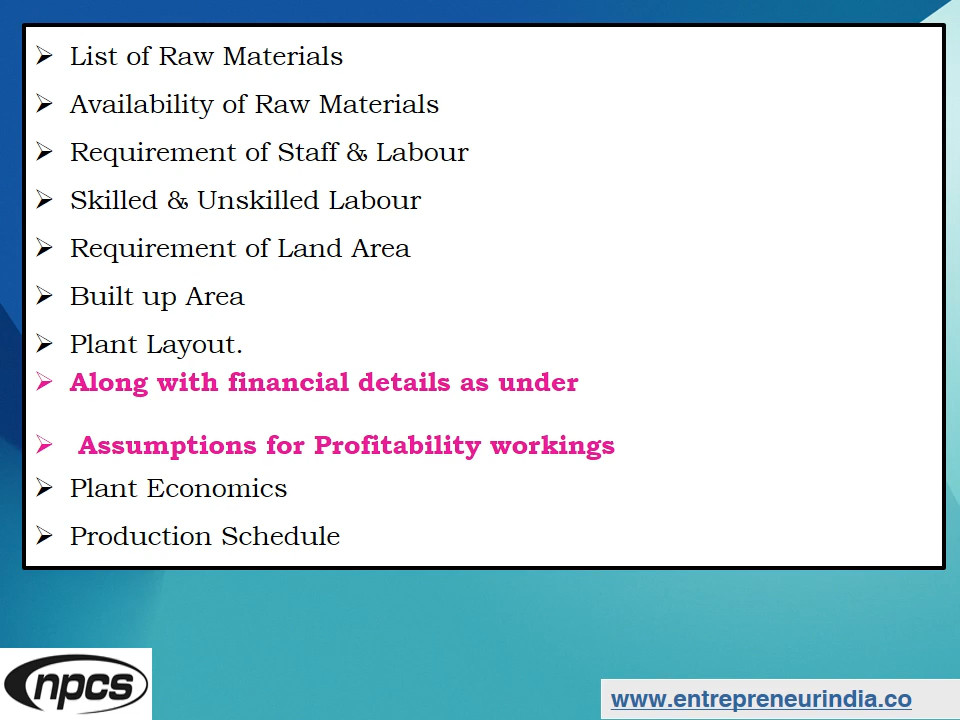 ➢ List of Raw Materials
➢ Availability of Raw Materials
➢ Requirement of Staff & Labour
➢ Skilled & Unskilled Labour
➢ Requirement of Land Area
➢ Built up Area
➢ Plant Layout.
➢ Along with financial details as under
➢ Assumptions for Profitability workings
➢ Plant Economics
➢ Production Schedule
npcs
www.entrepreneurindia.co